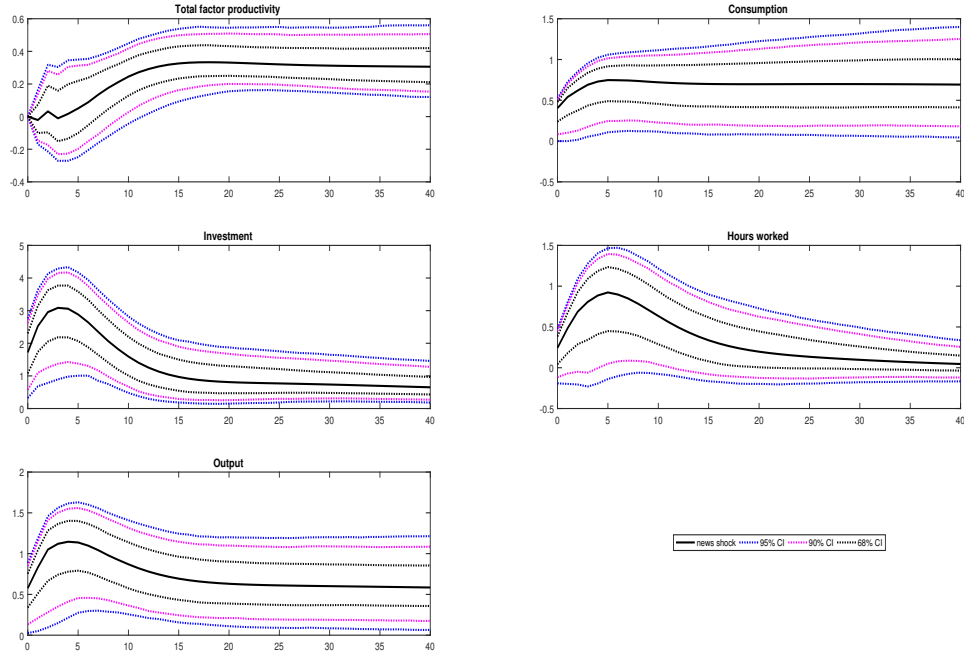 Total factor productivity
0.6
0.4
0.2
0
-0.2
-0.4
0 5 10 15 20 25 30 35 40
Consumption
1.5
1
0.5
0
-0.5
0 5 10 15 20 25 30 35 40
Investment
5
4
3
2
1
0
0 5 10 15 20 25 30 35 40
Hours worked
1.5
1
0.5
0
-0.5
0 5 10 15 20 25 30 35 40
Output
2
1.5
1
0.5
0
0 5 10 15 20 25 30 35 40
news shock 95% CI 90% CI 68% CI